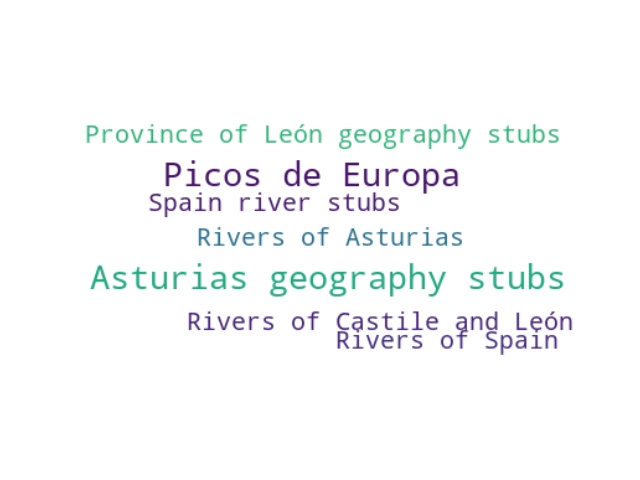 Province of León geography stubs
Picos de Europa
Spain river stubs
Rivers of Asturias
Asturias geography stubs
Rivers of Castile and León
Rivers of Spain